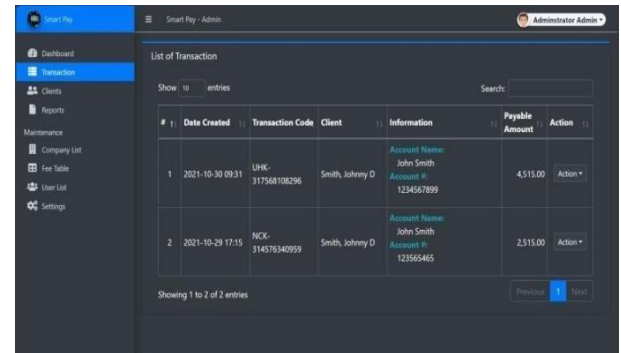 Smart Pay
Smart Pay - Admin
Adminstrator Admin
Dashboard
Transaction
Clients
Reports
Maintenance
Company List
Fee Table
User List
Settings
List of Transaction
Show 10 entries
Search:
# Date Created Transaction Code Client Information Payable Amount Action
1 2021-10-30 09:31 UHK-317568108296 Smith, Johnny D
Account Name:
John Smith
Account #:
1234567899
4,515.00 Action
2 2021-10-29 17:15 NCK-314576340959 Smith, Johnny D
Account Name:
John Smith
Account #:
123565465
2,515.00 Action
Showing 1 to 2 of 2 entries
Previous 1 Next